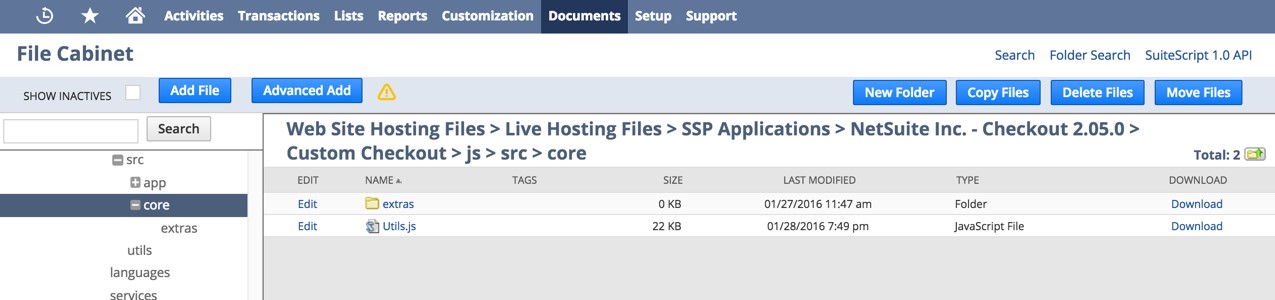 Activities Transactions Lists Reports Customization Documents Setup Support
File Cabinet
Search Folder Search SuiteScript 1.0 API
SHOW INACTIVES Add File Advanced Add New Folder Copy Files Delete Files Move Files
Search
Web Site Hosting Files > Live Hosting Files > SSP Applications > NetSuite Inc. - Checkout 2.05.0 >
Custom Checkout > js > src > core
Total: 2
src
app
core
extras
utils
languages
services
EDIT NAME TAGS SIZE LAST MODIFIED TYPE DOWNLOAD
Edit extras 0 KB 01/27/2016 11:47 am Folder Download
Edit Utils.js 22 KB 01/28/2016 7:49 pm JavaScript File Download